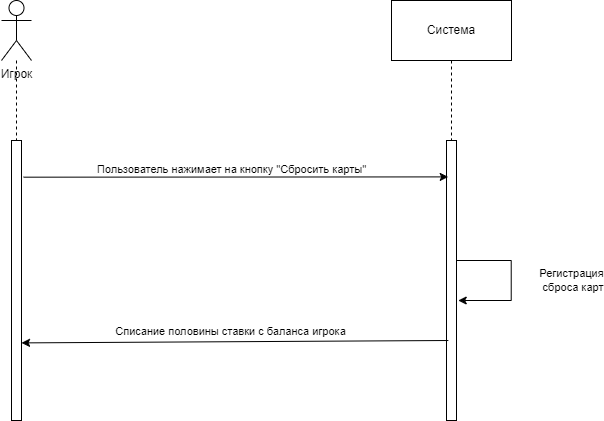 Система
Игрок
Пользователь нажимает на кнопку "Сбросить карты"
Регистрация
сброса карт
Списание половины ставки с баланса игрока